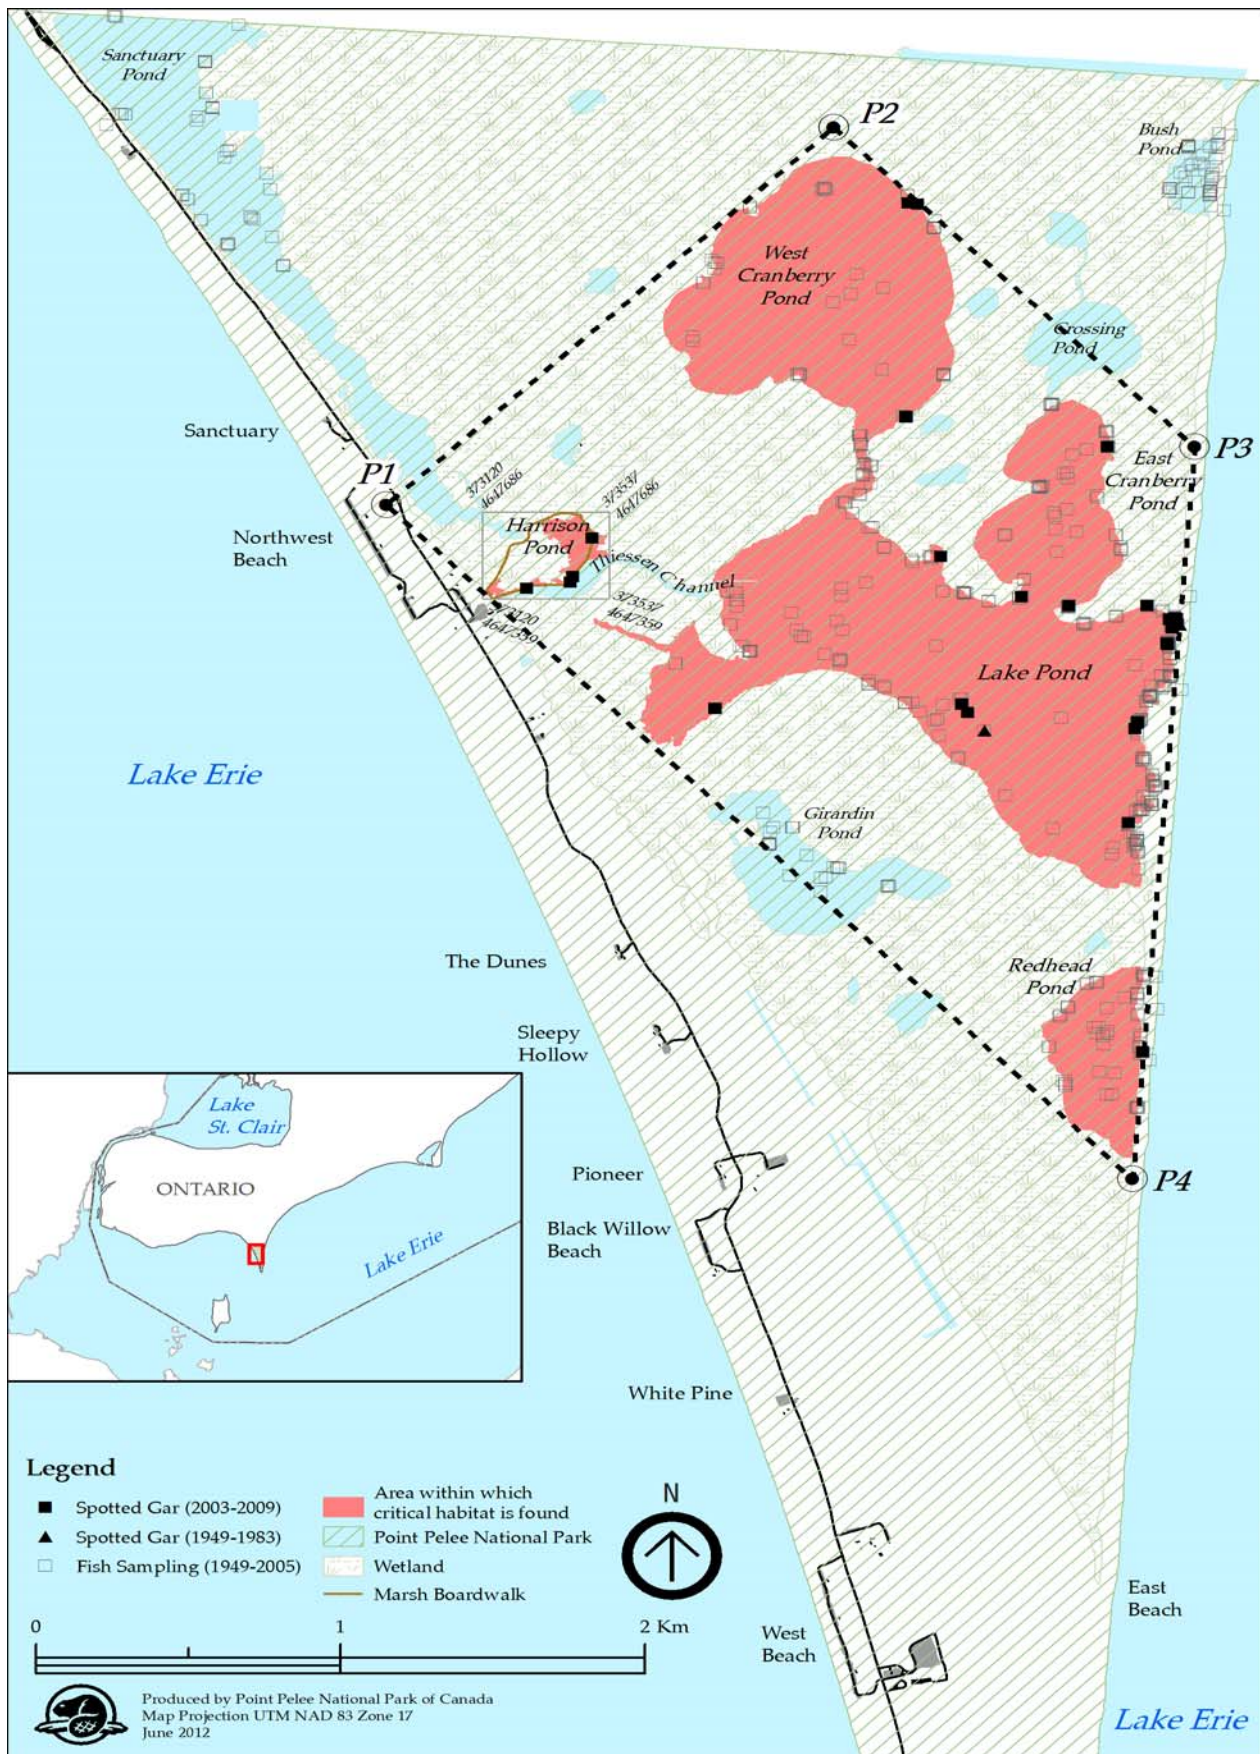 Sanctuary
Pond
P2
Bush
Pond
West
Cranberry
Pond
Crossing
Pond
Sanctuary
P1
373120
4647686
373537
4647686
P3
East
Cranberry
Pond
Harrison
Pond
Northwest
Beach
Thiessen Channel
373120
4647359
373537
4647359
Lake Pond
Lake Erie
Girardin
Pond
The Dunes
Redhead
Pond
Sleepy
Hollow
Lake
St. Clair
ONTARIO
Lake Erie
Pioneer
P4
Black Willow
Beach
White Pine
Legend
Spotted Gar (2003-2009)
Spotted Gar (1949-1983)
Fish Sampling (1949-2005)
Area within which
critical habitat is found
Point Pelee National Park
Wetland
Marsh Boardwalk
N
East
Beach
West
Beach
0 1 2 Km
Produced by Point Pelee National Park of Canada
Map Projection UTM NAD 83 Zone 17
June 2012
Lake Erie